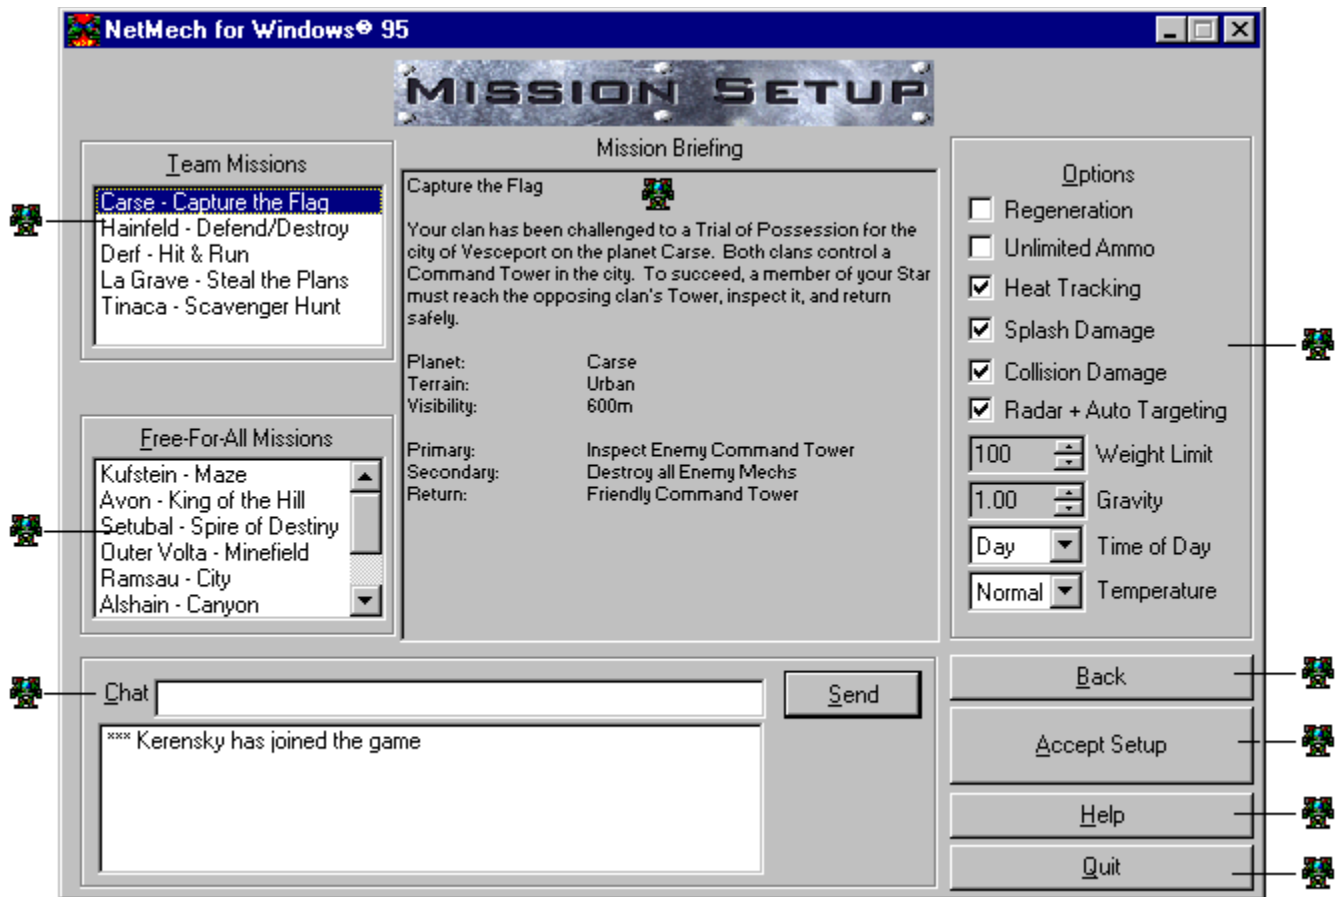 NetMech for Windows® 95
MISSION SETUP
Team Missions
Carse - Capture the Flag
Hainfeld - Defend/Destroy
Derf - Hit & Run
La Grave - Steal the Plans
Tinaca - Scavenger Hunt
Free-For-All Missions
Kufstein - Maze
Avon - King of the Hill
Setubal - Spire of Destiny
Outer Volta - Minefield
Ramsau - City
Alshain - Canyon
Mission Briefing
Capture the Flag
Your clan has been challenged to a Trial of Possession for the
city of Vesceport on the planet Carse. Both clans control a
Command Tower in the city. To succeed, a member of your Star
must reach the opposing clan's Tower, inspect it, and return
safely.
Planet: Carse
Terrain: Urban
Visibility: 600m
Primary: Inspect Enemy Command Tower
Secondary: Destroy all Enemy Mechs
Return: Friendly Command Tower
Options
Regeneration
Unlimited Ammo
Heat Tracking
Splash Damage
Collision Damage
Radar + Auto Targeting
100 Weight Limit
1.00 Gravity
Day Time of Day
Normal Temperature
Chat
Send
*** Kerensky has joined the game
Back
Accept Setup
Help
Quit